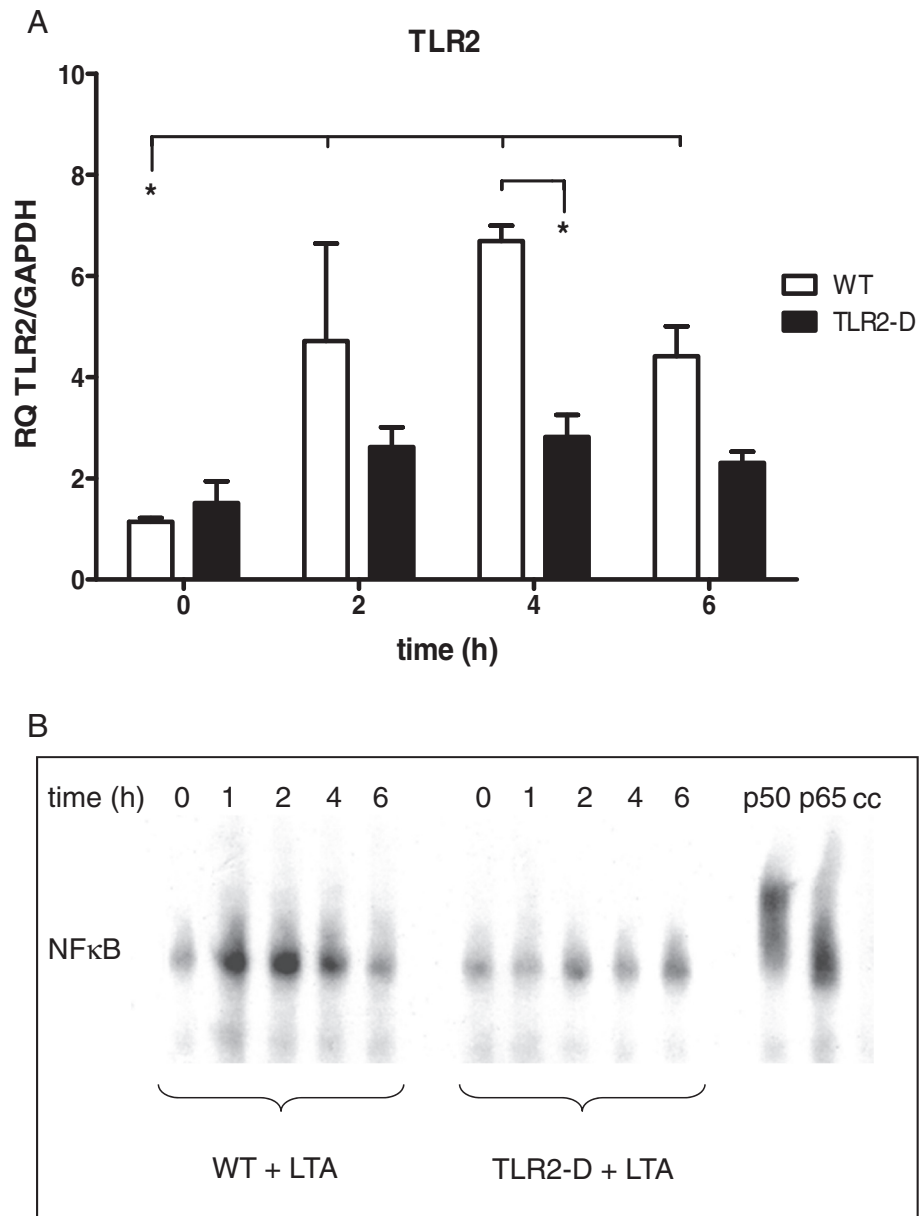 A
TLR2
10
8
6
4
2
0
RQ TLR2/GAPDH
*
*
WT
TLR2-D
0 2 4 6
time (h)
B
time (h) 0 1 2 4 6 0 1 2 4 6 p50 p65 cc
NFκB
WT + LTA TLR2-D + LTA